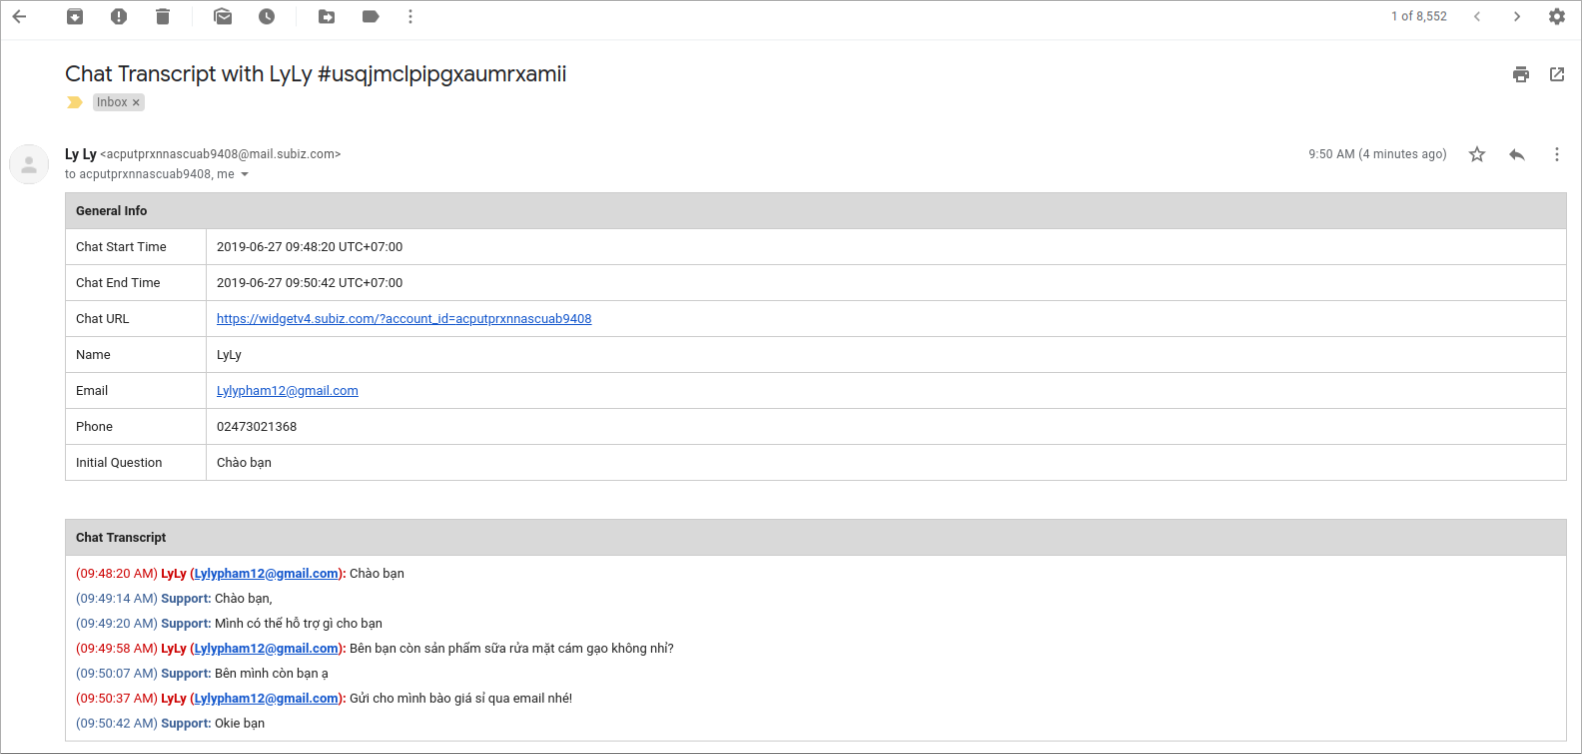 1 of 8,552
Chat Transcript with LyLy #usqjmclpipgxaumrxamii
Inbox ×
Ly Ly <acputprxnnascuab9408@mail.subiz.com> 9:50 AM (4 minutes ago)
to acputprxnnascuab9408, me
General Info
Chat Start Time 2019-06-27 09:48:20 UTC+07:00
Chat End Time 2019-06-27 09:50:42 UTC+07:00
Chat URL https://widgetv4.subiz.com/?account_id=acputprxnnascuab9408
Name LyLy
Email Lylypham12@gmail.com
Phone 02473021368
Initial Question Chào bạn
Chat Transcript
(09:48:20 AM) LyLy (Lylypham12@gmail.com): Chào bạn
(09:49:14 AM) Support: Chào bạn,
(09:49:20 AM) Support: Mình có thể hỗ trợ gì cho bạn
(09:49:58 AM) LyLy (Lylypham12@gmail.com): Bên bạn còn sản phẩm sữa rửa mặt cám gạo không nhỉ?
(09:50:07 AM) Support: Bên mình còn bạn ạ
(09:50:37 AM) LyLy (Lylypham12@gmail.com): Gửi cho mình bào giá sỉ qua email nhé!
(09:50:42 AM) Support: Okie bạn